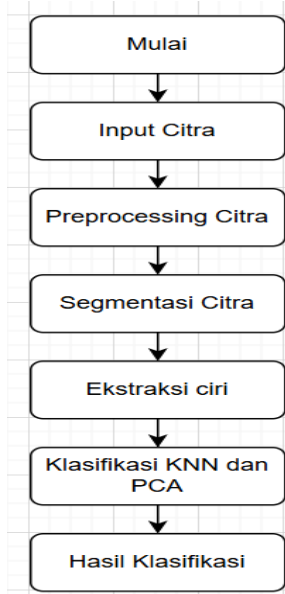 Mulai
Input Citra
Preprocessing Citra
Segmentasi Citra
Ekstraksi ciri
Klasifikasi KNN dan
PCA
Hasil Klasifikasi